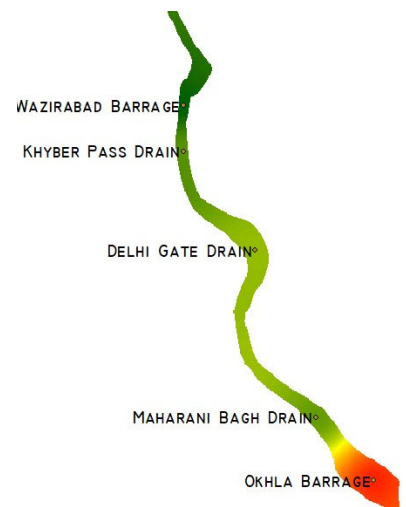 WAZIRABAD BARRAGE
KHYBER PASS DRAIN
DELHI GATE DRAIN
MAHARANI BAGH DRAIN
OKHLA BARRAGE